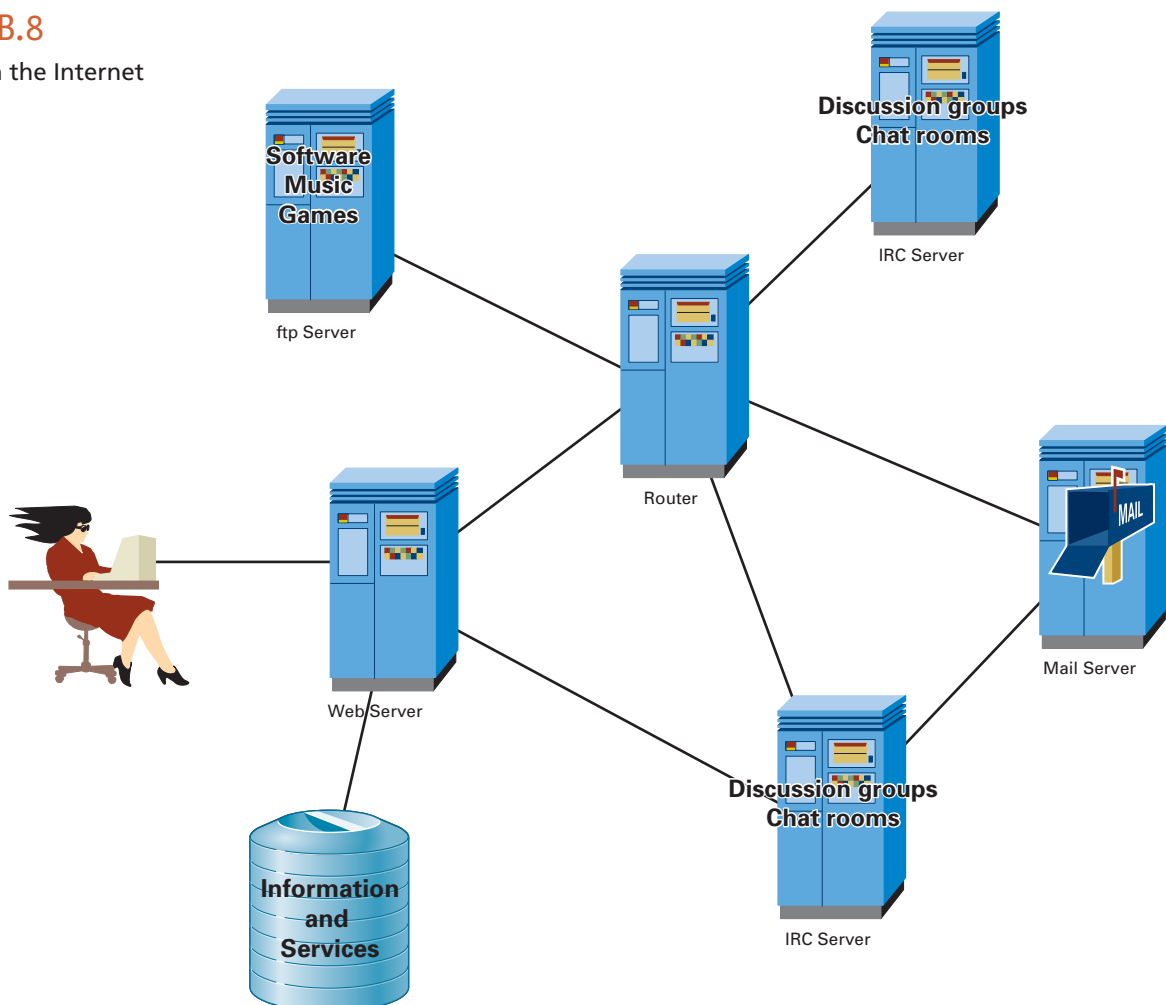 B.8
the Internet
Discussion groups
Chat rooms
IRC Server
Software
Music
Games
ftp Server
Router
MAIL
Mail Server
Web Server
Discussion groups
Chat rooms
IRC Server
Information
and
Services